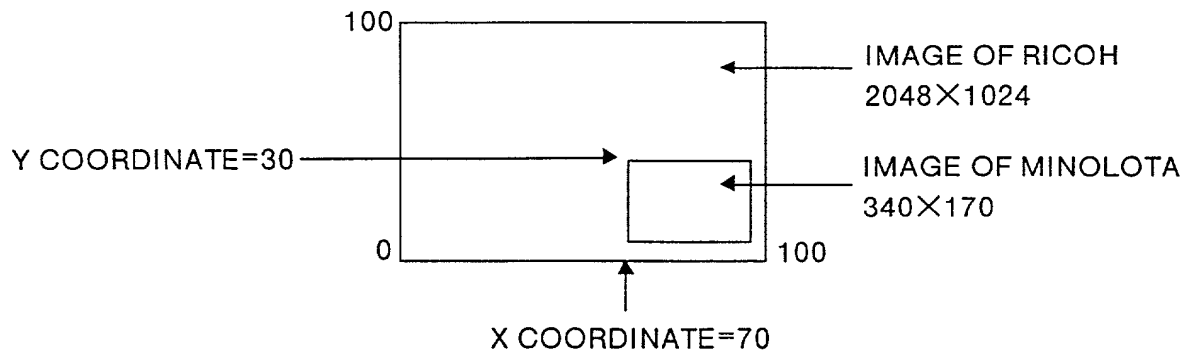 100
IMAGE OF RICOH
2048×1024
Y COORDINATE=30
IMAGE OF MINOLOTA
340×170
0
100
X COORDINATE=70